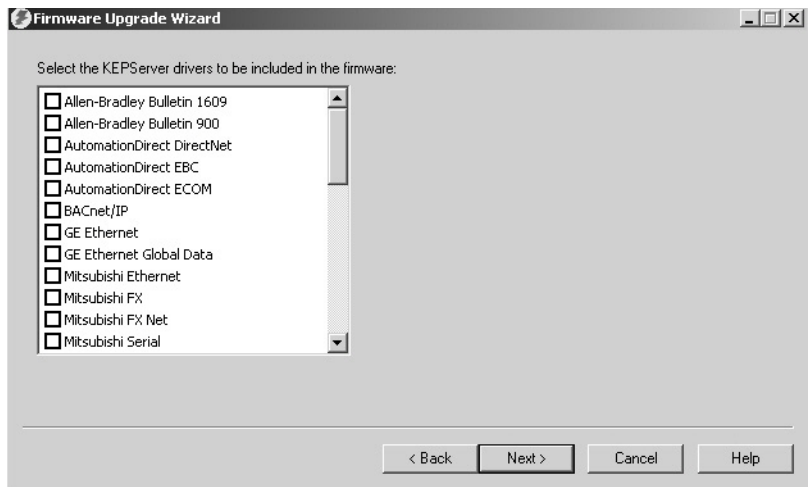 Firmware Upgrade Wizard
Select the KEPServer drivers to be included in the firmware:
Allen-Bradley Bulletin 1609
Allen-Bradley Bulletin 900
AutomationDirect DirectNet
AutomationDirect EBC
AutomationDirect ECOM
BACnet/IP
GE Ethernet
GE Ethernet Global Data
Mitsubishi Ethernet
Mitsubishi FX
Mitsubishi FX Net
Mitsubishi Serial
< Back Next > Cancel Help